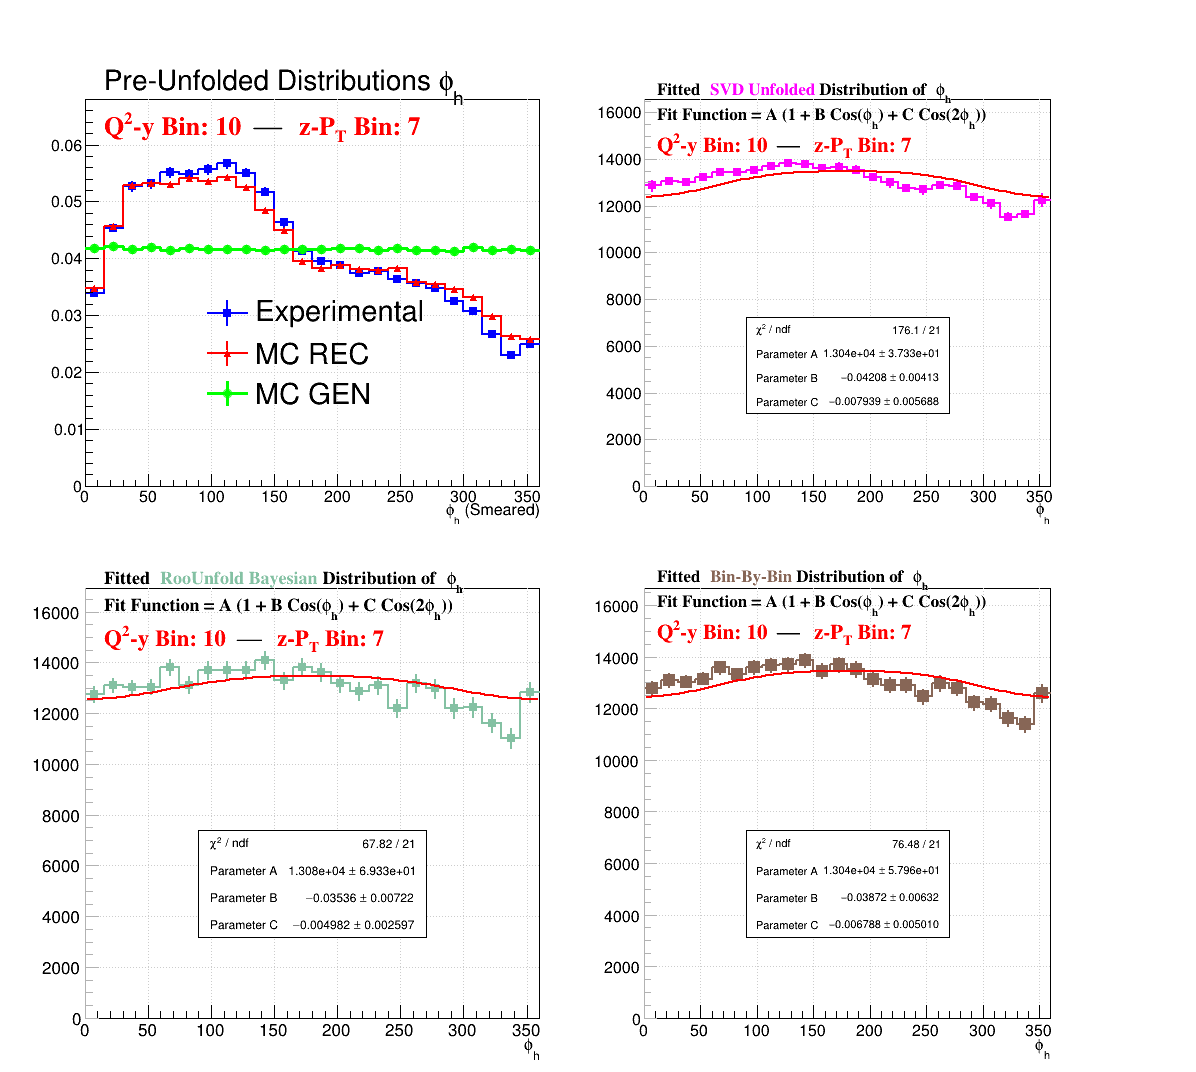 Pre-Unfolded Distributions ϕh
Q2-y Bin: 10 — z-PT Bin: 7
0.06
0.05
0.04
0.03
0.02
0.01
0
Experimental
MC REC
MC GEN
0 50 100 150 200 250 300 350
ϕh (Smeared)
Fitted SVD Unfolded Distribution of ϕh
Fit Function = A (1 + B Cos(ϕh) + C Cos(2ϕh))
Q2-y Bin: 10 — z-PT Bin: 7
16000
14000
12000
10000
8000
6000
4000
2000
0
χ2 / ndf 176.1 / 21
Parameter A 1.304e+04 ± 3.733e+01
Parameter B −0.04208 ± 0.00413
Parameter C −0.007939 ± 0.005688
0 50 100 150 200 250 300 350
ϕh
Fitted RooUnfold Bayesian Distribution of ϕh
Fit Function = A (1 + B Cos(ϕh) + C Cos(2ϕh))
Q2-y Bin: 10 — z-PT Bin: 7
16000
14000
12000
10000
8000
6000
4000
2000
0
χ2 / ndf 67.82 / 21
Parameter A 1.308e+04 ± 6.933e+01
Parameter B −0.03536 ± 0.00722
Parameter C −0.004982 ± 0.002597
0 50 100 150 200 250 300 350
ϕh
Fitted Bin-By-Bin Distribution of ϕh
Fit Function = A (1 + B Cos(ϕh) + C Cos(2ϕh))
Q2-y Bin: 10 — z-PT Bin: 7
16000
14000
12000
10000
8000
6000
4000
2000
0
χ2 / ndf 76.48 / 21
Parameter A 1.304e+04 ± 5.796e+01
Parameter B −0.03872 ± 0.00632
Parameter C −0.006788 ± 0.005010
0 50 100 150 200 250 300 350
ϕh